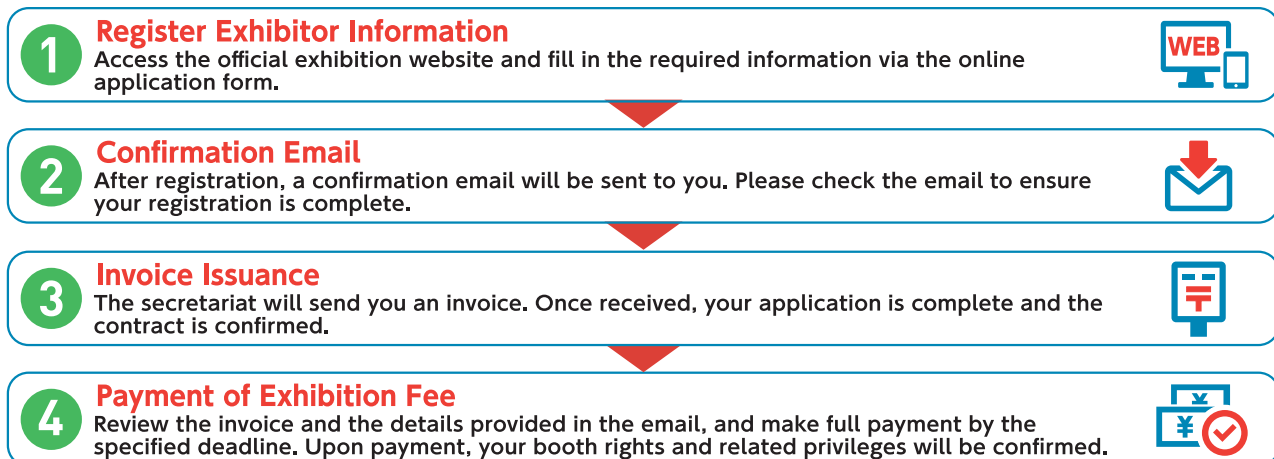 1
Register Exhibitor Information
Access the official exhibition website and fill in the required information via the online
application form.
WEB
2
Confirmation Email
After registration, a confirmation email will be sent to you. Please check the email to ensure
your registration is complete.
3
Invoice Issuance
The secretariat will send you an invoice. Once received, your application is complete and the
contract is confirmed.
〒
4
Payment of Exhibition Fee
Review the invoice and the details provided in the email, and make full payment by the
specified deadline. Upon payment, your booth rights and related privileges will be confirmed.
¥
¥